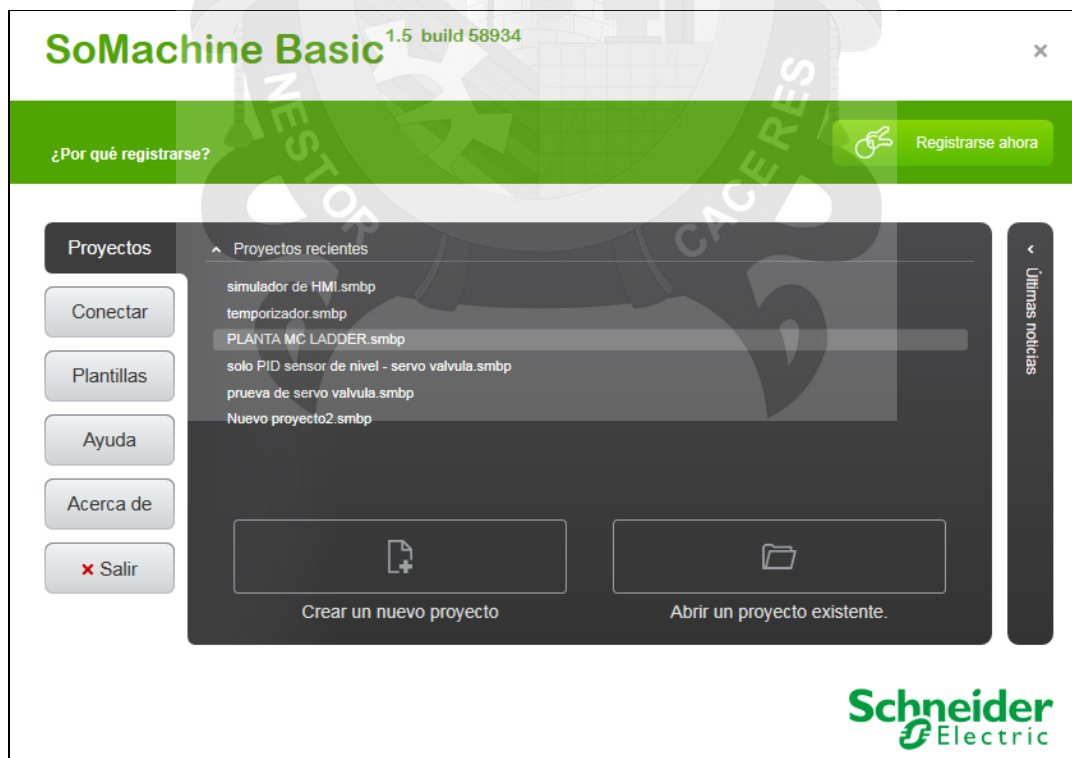 SoMachine Basic 1.5 build 58934
×
¿Por qué registrarse?
Registrarse ahora
NESTOR CACERES
Proyectos
Conectar
Plantillas
Ayuda
Acerca de
× Salir
Proyectos recientes
simulador de HMI.smbp
temporizador.smbp
PLANTA MC LADDER.smbp
solo PID sensor de nivel - servo valvula.smbp
prueva de servo valvula.smbp
Nuevo proyecto2.smbp
Crear un nuevo proyecto
Abrir un proyecto existente.
Últimas noticias
Schneider
Electric